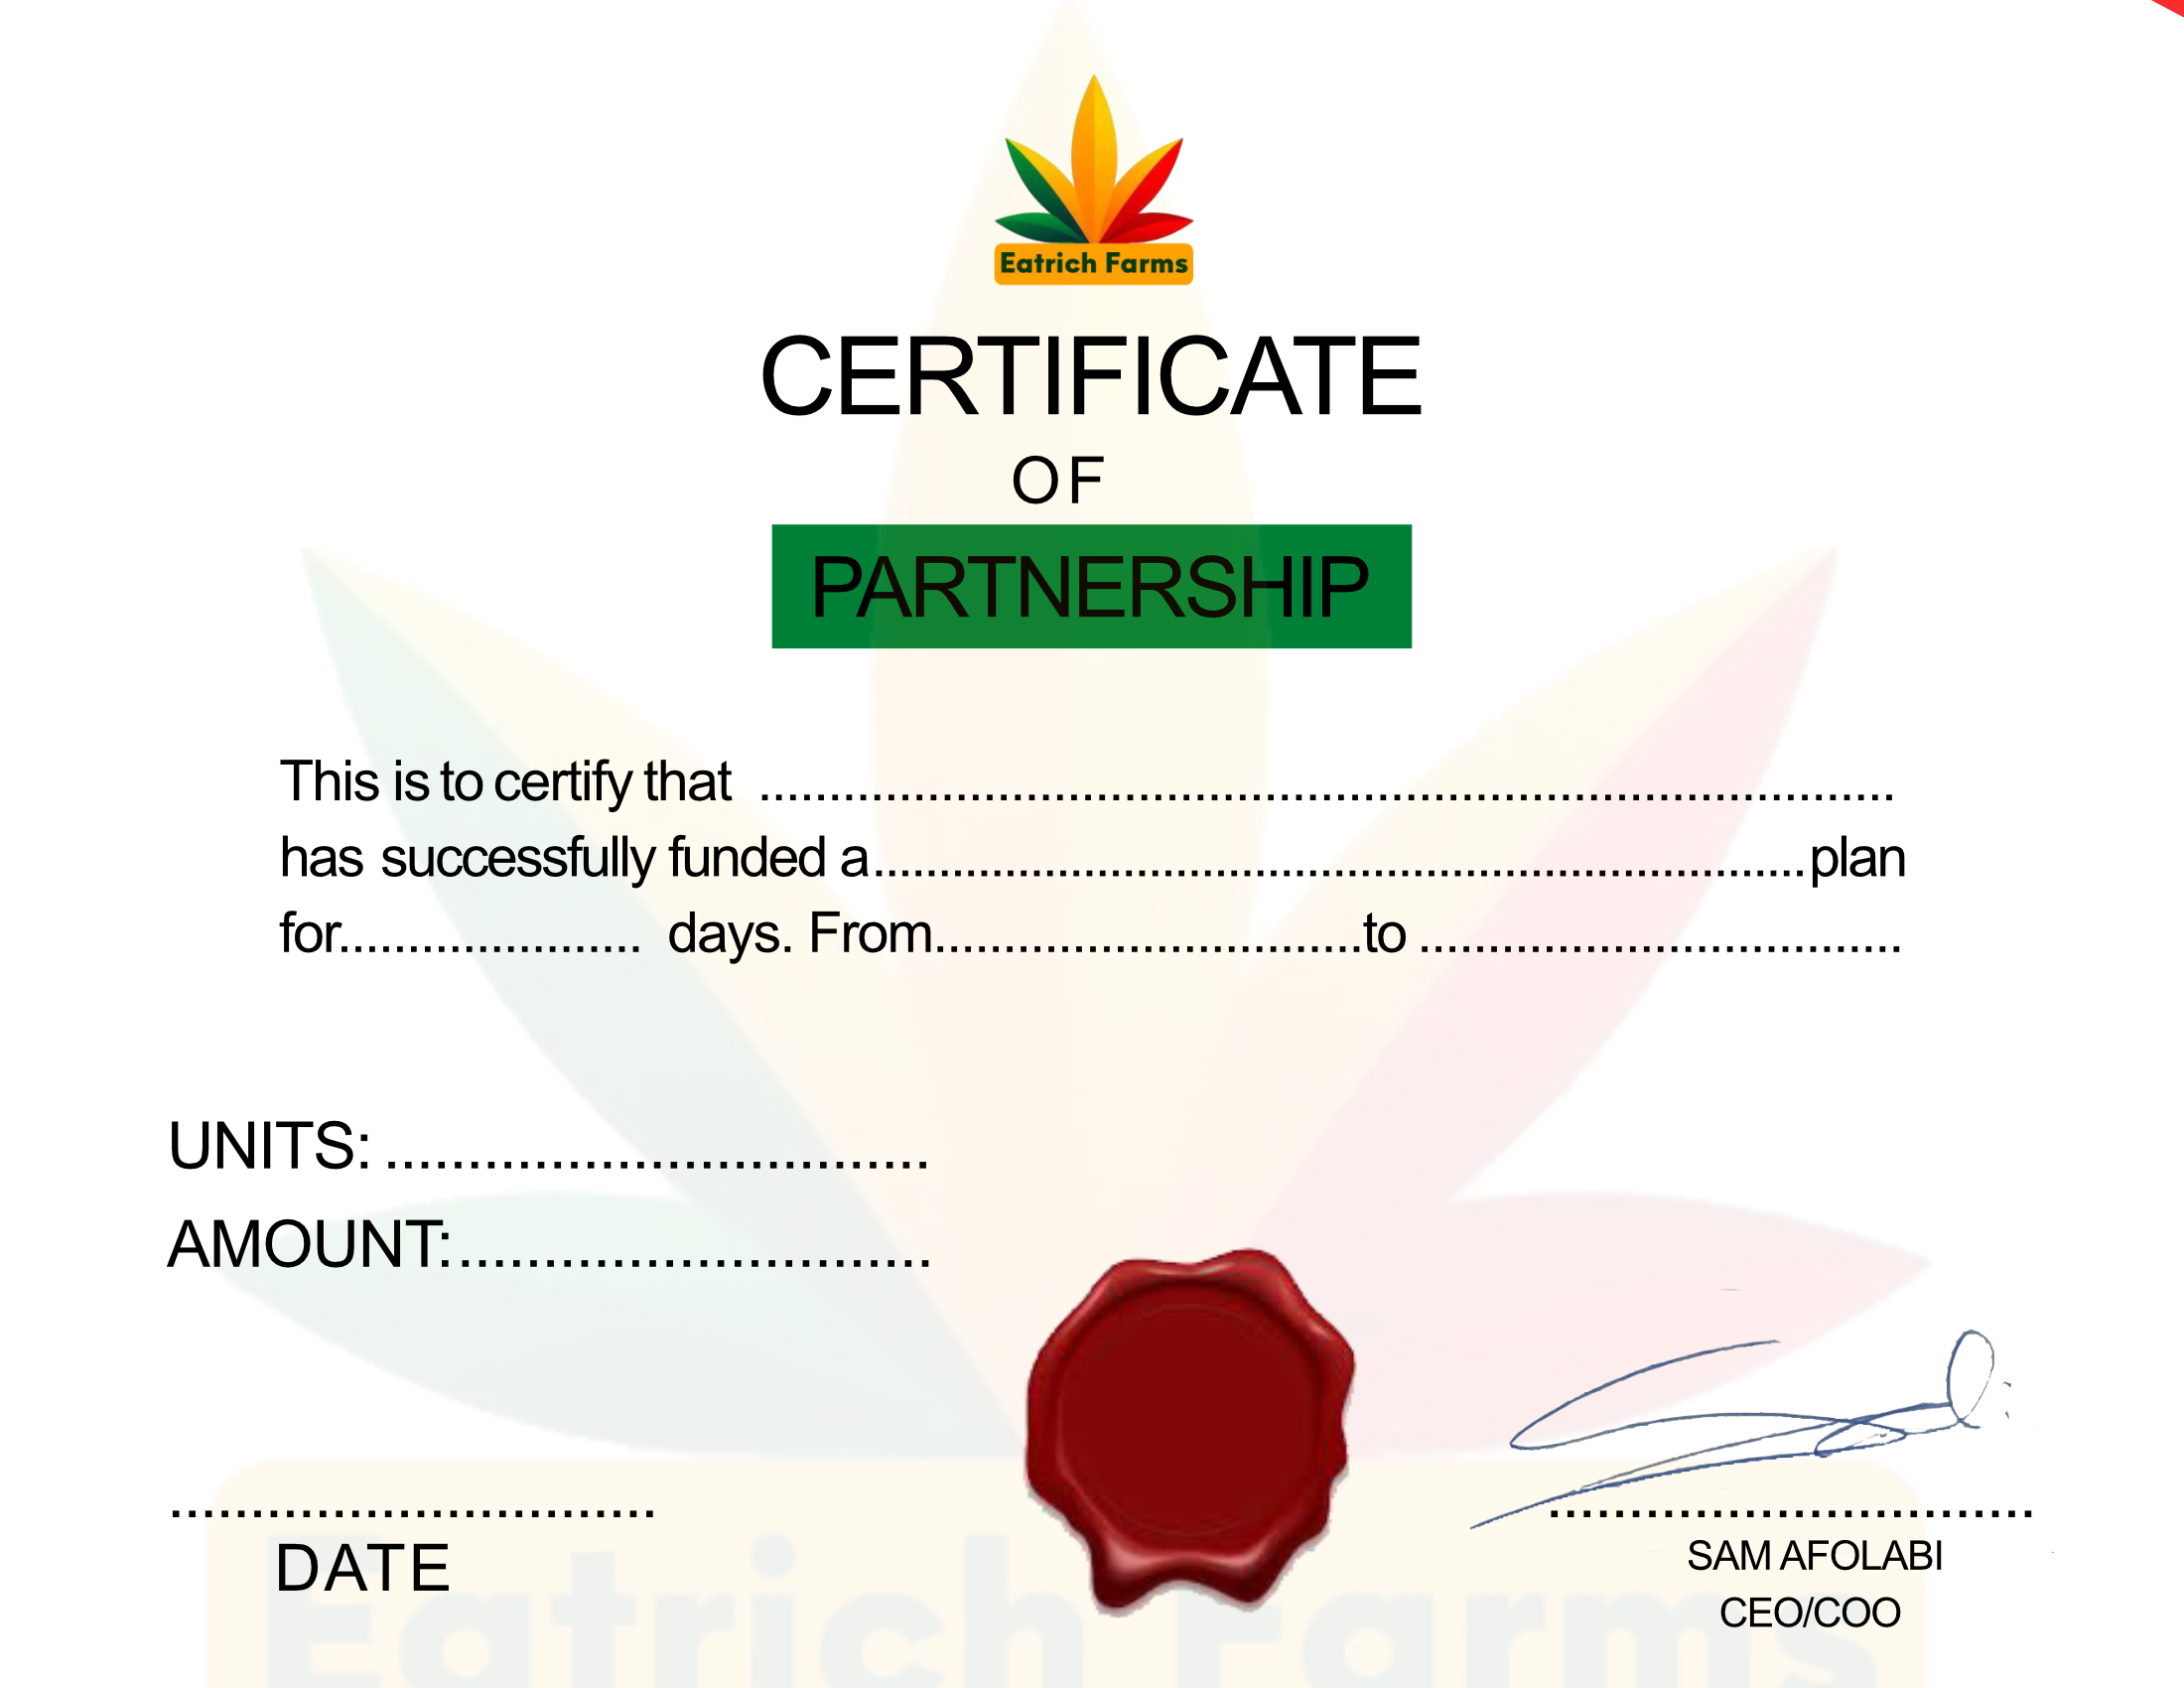 Eatrich Farms
CERTIFICATE
OF
PARTNERSHIP
This is to certify that ................................................................................
has successfully funded a........................................................................plan
for...................... days. From...............................to ...................................
UNITS: .................................
AMOUNT:.............................
..............................
DATE
..............................
SAM AFOLABI
CEO/COO
Eatrich Farms